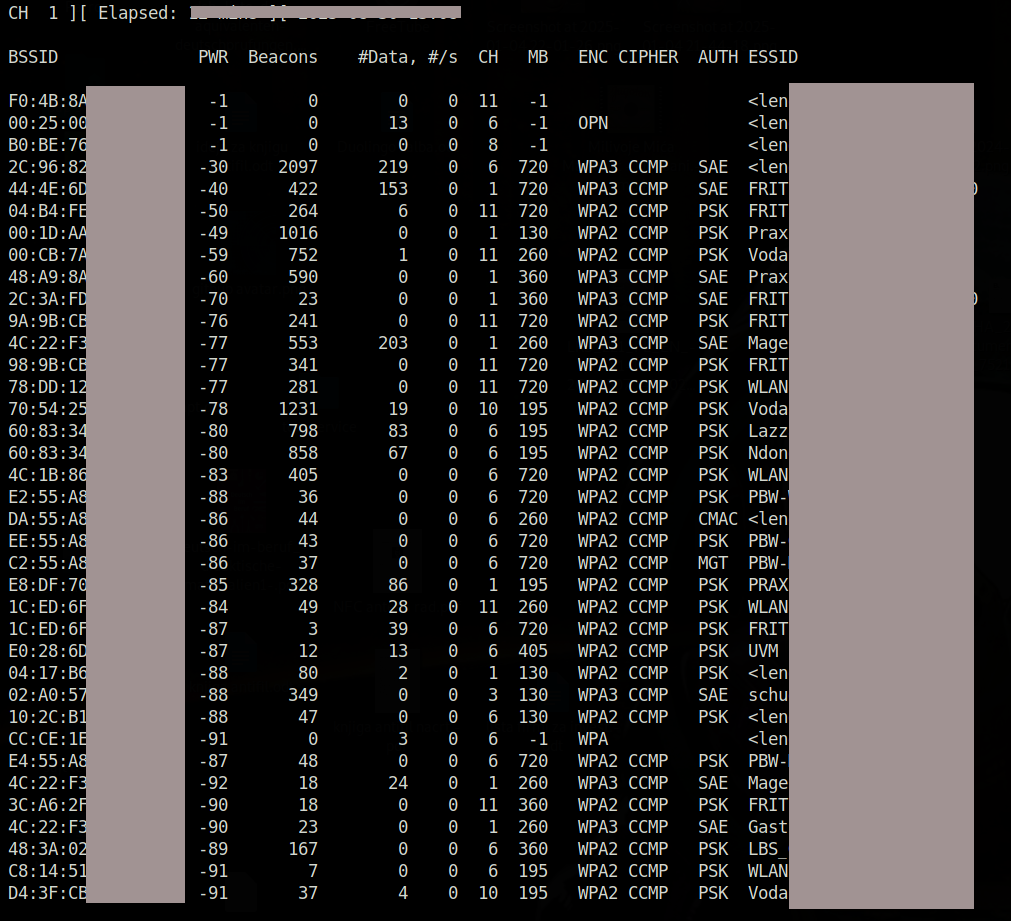 CH 1 ][ Elapsed:
BSSID PWR Beacons #Data, #/s CH MB ENC CIPHER AUTH ESSID
F0:4B:8A -1 0 0 0 11 -1 <len
00:25:00 -1 0 13 0 6 -1 OPN <len
B0:BE:76 -1 0 0 0 8 -1 <len
2C:96:82 -30 2097 219 0 6 720 WPA3 CCMP SAE <len
44:4E:6D -40 422 153 0 1 720 WPA3 CCMP SAE FRIT
04:B4:FE -50 264 6 0 11 720 WPA2 CCMP PSK FRIT
00:1D:AA -49 1016 0 0 1 130 WPA2 CCMP PSK Prax
00:CB:7A -59 752 1 0 11 260 WPA2 CCMP PSK Voda
48:A9:8A -60 590 0 0 1 360 WPA3 CCMP SAE Prax
2C:3A:FD -70 23 0 0 1 360 WPA3 CCMP SAE FRIT
9A:9B:CB -76 241 0 0 11 720 WPA2 CCMP PSK FRIT
4C:22:F3 -77 553 203 0 1 260 WPA3 CCMP SAE Mage
98:9B:CB -77 341 0 0 11 720 WPA2 CCMP PSK FRIT
78:DD:12 -77 281 0 0 11 720 WPA2 CCMP PSK WLAN
70:54:25 -78 1231 19 0 10 195 WPA2 CCMP PSK Voda
60:83:34 -80 798 83 0 6 195 WPA2 CCMP PSK Lazz
60:83:34 -80 858 67 0 6 195 WPA2 CCMP PSK Ndon
4C:1B:86 -83 405 0 0 6 720 WPA2 CCMP PSK WLAN
E2:55:A8 -88 36 0 0 6 720 WPA2 CCMP PSK PBW-
DA:55:A8 -86 44 0 0 6 260 WPA2 CCMP CMAC <len
EE:55:A8 -86 43 0 0 6 720 WPA2 CCMP PSK PBW-
C2:55:A8 -86 37 0 0 6 720 WPA2 CCMP MGT PBW-
E8:DF:70 -85 328 86 0 1 195 WPA2 CCMP PSK PRAX
1C:ED:6F -84 49 28 0 11 260 WPA2 CCMP PSK WLAN
1C:ED:6F -87 3 39 0 6 720 WPA2 CCMP PSK FRIT
E0:28:6D -87 12 13 0 6 405 WPA2 CCMP PSK UVM
04:17:B6 -88 80 2 0 1 130 WPA2 CCMP PSK <len
02:A0:57 -88 349 0 0 3 130 WPA3 CCMP SAE schu
10:2C:B1 -88 47 0 0 6 130 WPA2 CCMP PSK <len
CC:CE:1E -91 0 3 0 6 -1 WPA <len
E4:55:A8 -87 48 0 0 6 720 WPA2 CCMP PSK PBW-
4C:22:F3 -92 18 24 0 1 260 WPA3 CCMP SAE Mage
3C:A6:2F -90 18 0 0 11 360 WPA2 CCMP PSK FRIT
4C:22:F3 -90 23 0 0 1 260 WPA3 CCMP SAE Gast
48:3A:02 -89 167 0 0 6 360 WPA2 CCMP PSK LBS_
C8:14:51 -91 7 0 0 6 195 WPA2 CCMP PSK WLAN
D4:3F:CB -91 37 4 0 10 195 WPA2 CCMP PSK Voda